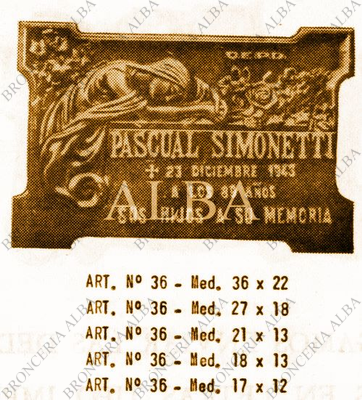 Q.E.P.D.
PASCUAL SIMONETTI
✝ 23 DICIEMBRE 1943
A LOS 89 AÑOS
SUS HIJOS A SU MEMORIA
ALBA
ART. Nº 36 - Med. 36 x 22
ART. Nº 36 - Med. 27 x 18
ART. Nº 36 - Med. 21 x 13
ART. Nº 36 - Med. 18 x 13
ART. Nº 36 - Med. 17 x 12
BRONCERIA ALBA